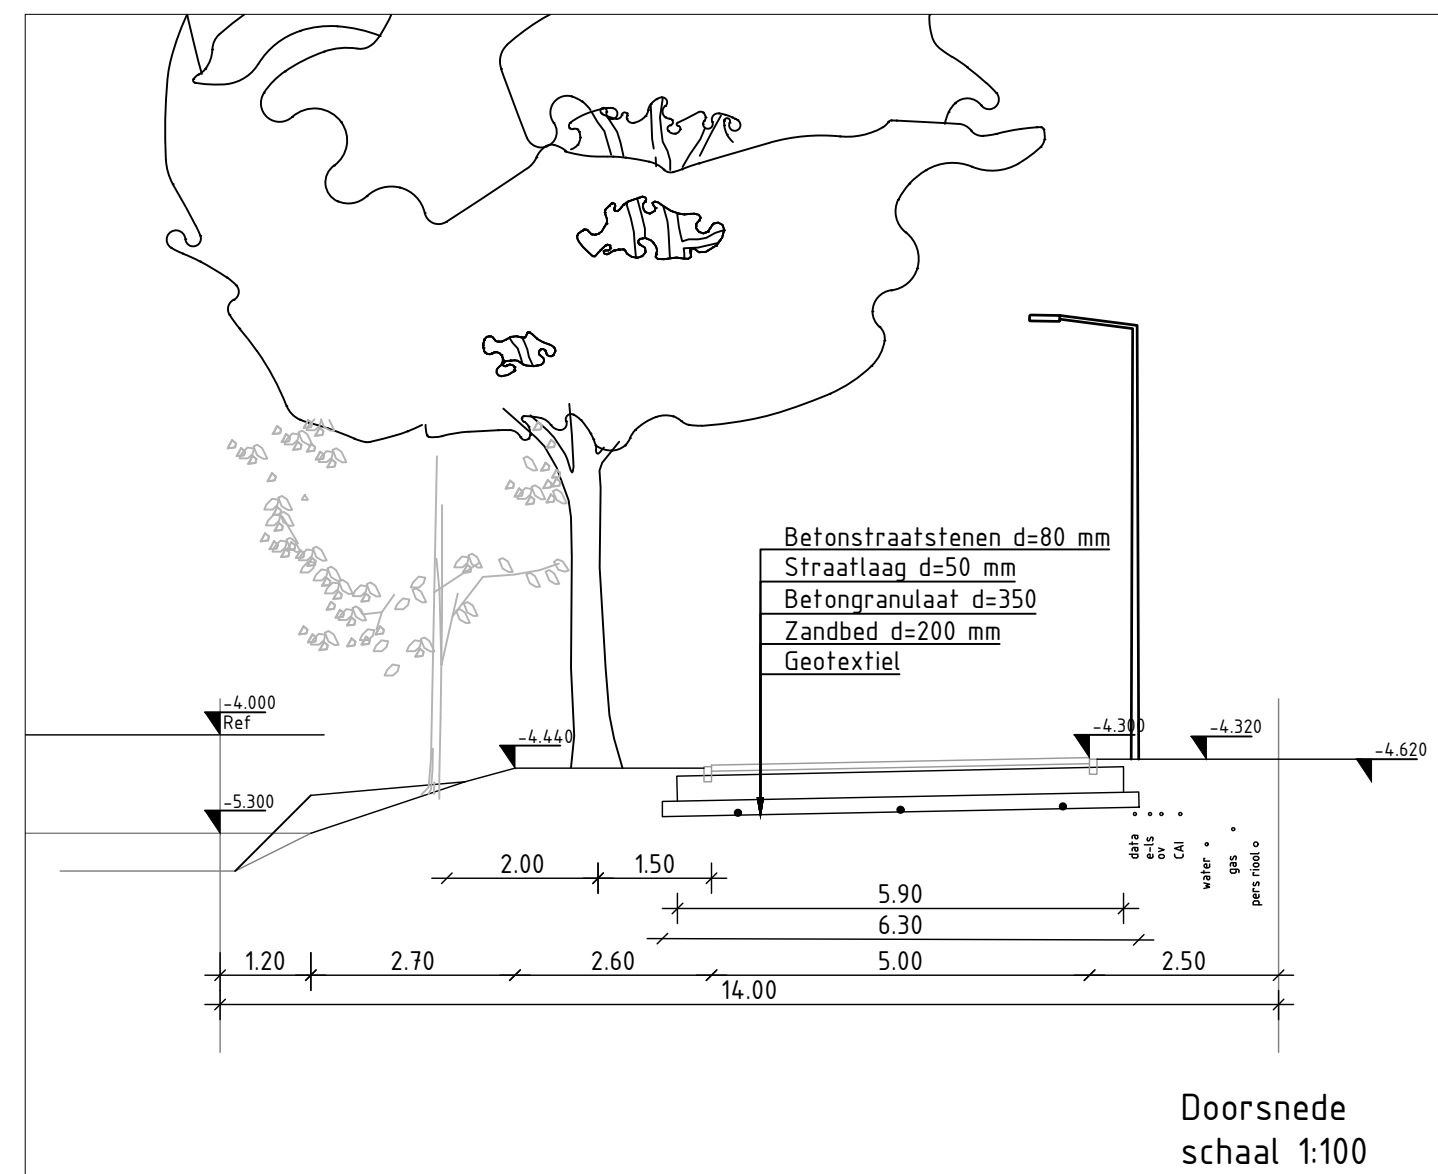 Betonstraatstenen d=80 mm
Straatlaag d=50 mm
Betongranulaat d=350
Zandbed d=200 mm
Geotextiel
-4.000
Ref
-4.440
-4.300
-4.320
-4.620
-5.300
data
e-ls
ov
CAI
water
gas
pers riool
2.00
1.50
5.90
6.30
1.20
2.70
2.60
5.00
2.50
14.00
Doorsnede
schaal 1:100